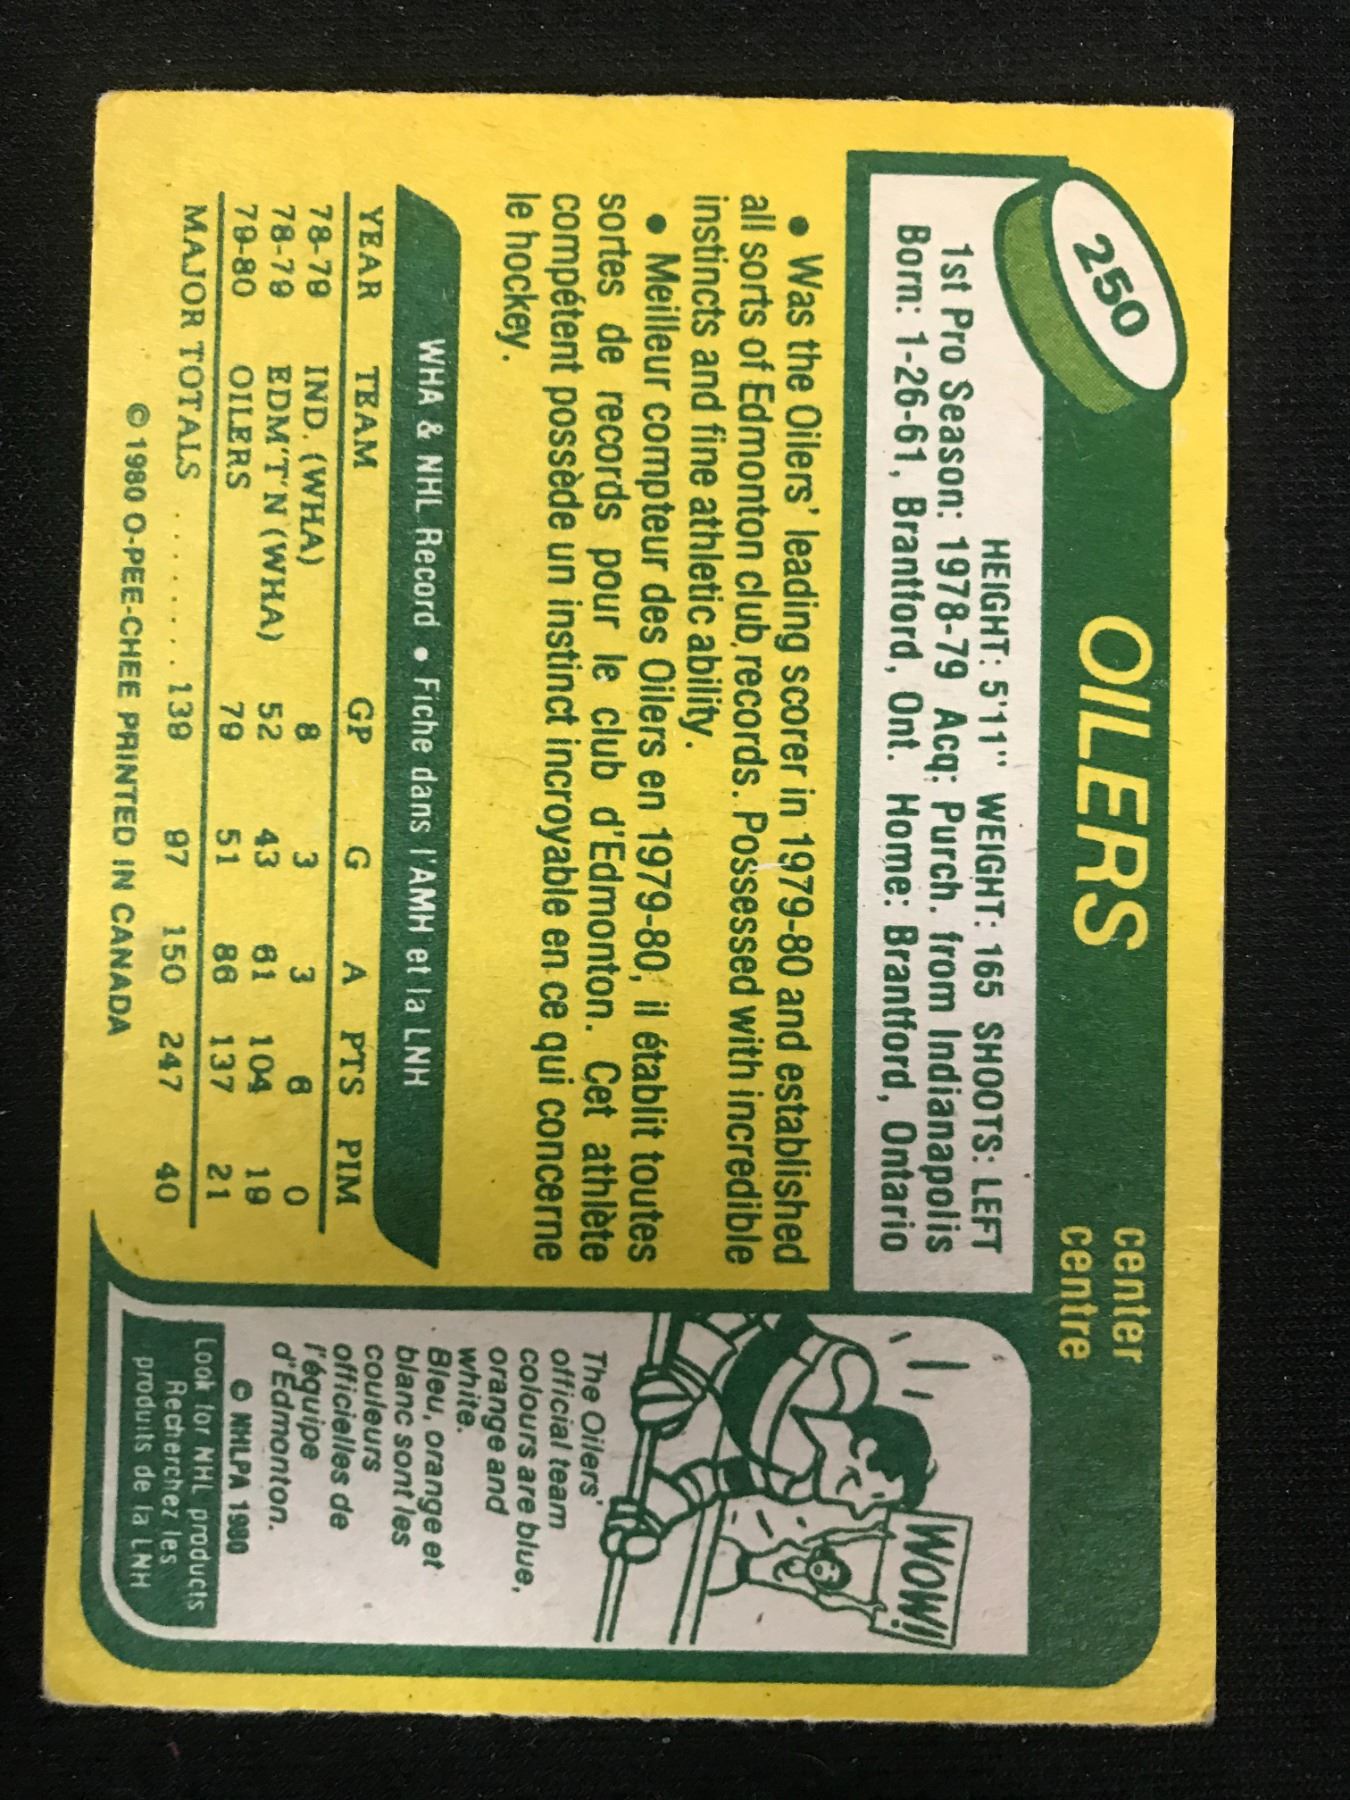 250
OILERS
center
centre
HEIGHT: 5'11" WEIGHT: 165 SHOOTS: LEFT
1st Pro Season: 1978-79 Acq: Purch. from Indianapolis
Born: 1-26-61, Brantford, Ont. Home: Brantford, Ontario
• Was the Oilers' leading scorer in 1979-80 and established
all sorts of Edmonton club records. Possessed with incredible
instincts and fine athletic ability.
• Meilleur compteur des Oilers en 1979-80, il établit toutes
sortes de records pour le club d'Edmonton. Cet athlète
compétent possède un instinct incroyable en ce qui concerne
le hockey.
WHA & NHL Record • Fiche dans l'AMH et la LNH
YEAR TEAM GP G A PTS PIM
78-79 IND. (WHA) 8 3 3 6 0
78-79 EDM'T'N (WHA) 52 43 61 104 19
79-80 OILERS 79 51 86 137 21
MAJOR TOTALS ........ 139 97 150 247 40
© 1980 O-PEE-CHEE PRINTED IN CANADA
WOW!
The Oilers'
official team
colours are blue,
orange and
white.
Bleu, orange et
blanc sont les
couleurs
officielles de
l'équipe
d'Edmonton.
© NHLPA 1980
Look for NHL products
Recherchez les
produits de la LNH